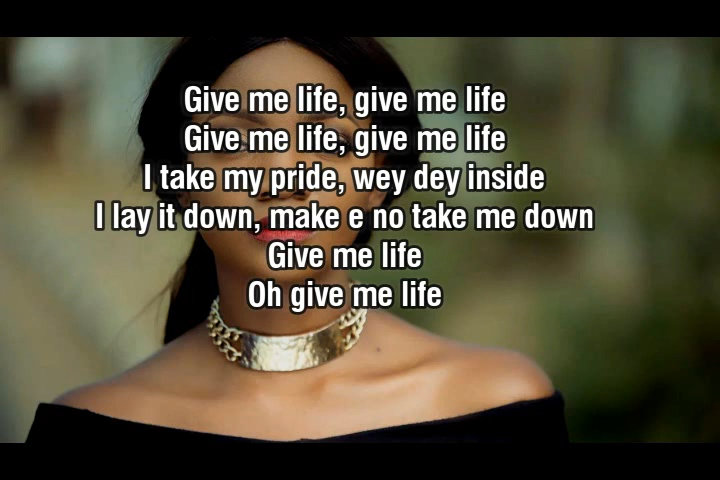 Give me life, give me life
Give me life, give me life
I take my pride, wey dey inside
I lay it down, make e no take me down
Give me life
Oh give me life